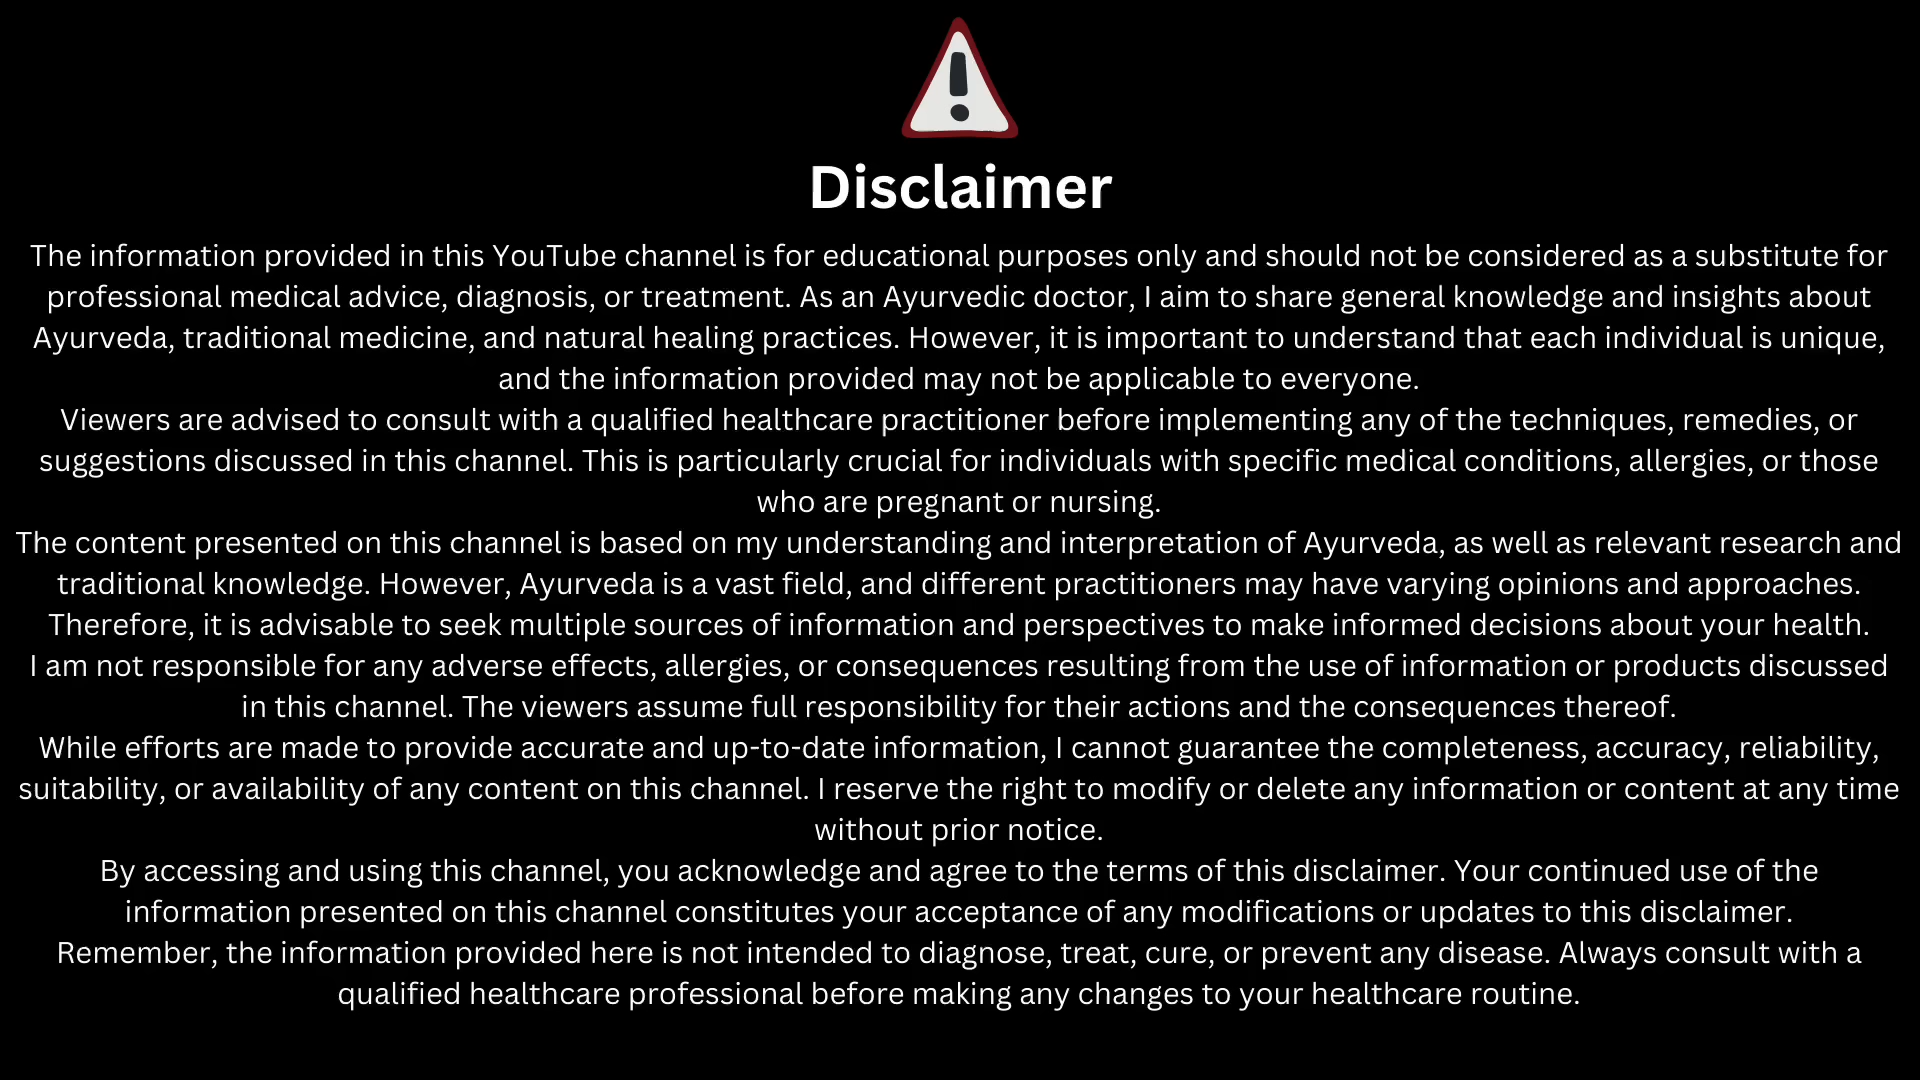 Disclaimer
The information provided in this YouTube channel is for educational purposes only and should not be considered as a substitute for
professional medical advice, diagnosis, or treatment. As an Ayurvedic doctor, I aim to share general knowledge and insights about
Ayurveda, traditional medicine, and natural healing practices. However, it is important to understand that each individual is unique,
and the information provided may not be applicable to everyone.
Viewers are advised to consult with a qualified healthcare practitioner before implementing any of the techniques, remedies, or
suggestions discussed in this channel. This is particularly crucial for individuals with specific medical conditions, allergies, or those
who are pregnant or nursing.
The content presented on this channel is based on my understanding and interpretation of Ayurveda, as well as relevant research and
traditional knowledge. However, Ayurveda is a vast field, and different practitioners may have varying opinions and approaches.
Therefore, it is advisable to seek multiple sources of information and perspectives to make informed decisions about your health.
I am not responsible for any adverse effects, allergies, or consequences resulting from the use of information or products discussed
in this channel. The viewers assume full responsibility for their actions and the consequences thereof.
While efforts are made to provide accurate and up-to-date information, I cannot guarantee the completeness, accuracy, reliability,
suitability, or availability of any content on this channel. I reserve the right to modify or delete any information or content at any time
without prior notice.
By accessing and using this channel, you acknowledge and agree to the terms of this disclaimer. Your continued use of the
information presented on this channel constitutes your acceptance of any modifications or updates to this disclaimer.
Remember, the information provided here is not intended to diagnose, treat, cure, or prevent any disease. Always consult with a
qualified healthcare professional before making any changes to your healthcare routine.